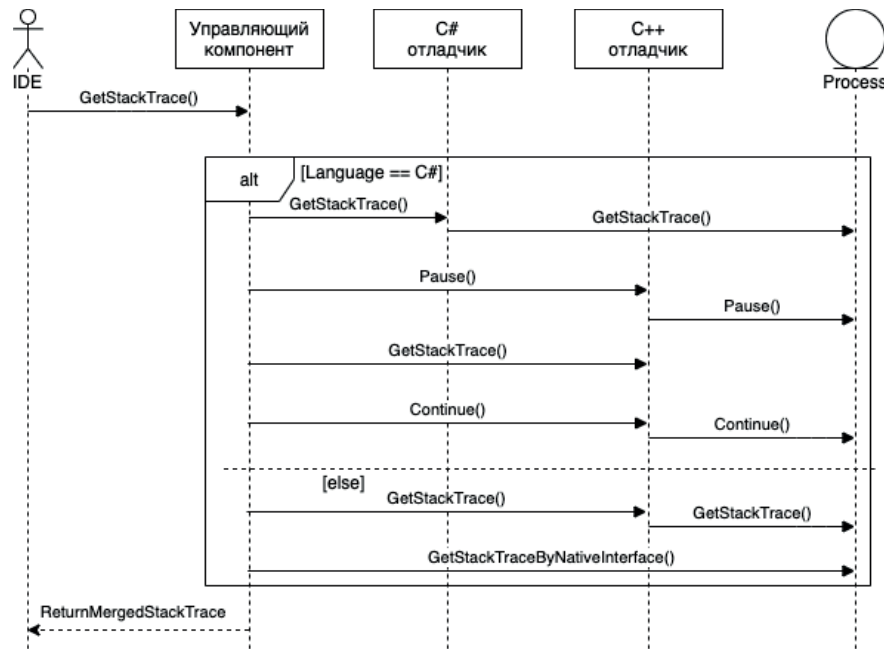 Управляющий
компонент
C#
отладчик
C++
отладчик
IDE
Process
GetStackTrace()
alt
[Language == C#]
GetStackTrace()
GetStackTrace()
Pause()
Pause()
GetStackTrace()
Continue()
Continue()
[else]
GetStackTrace()
GetStackTrace()
GetStackTraceByNativeInterface()
ReturnMergedStackTrace